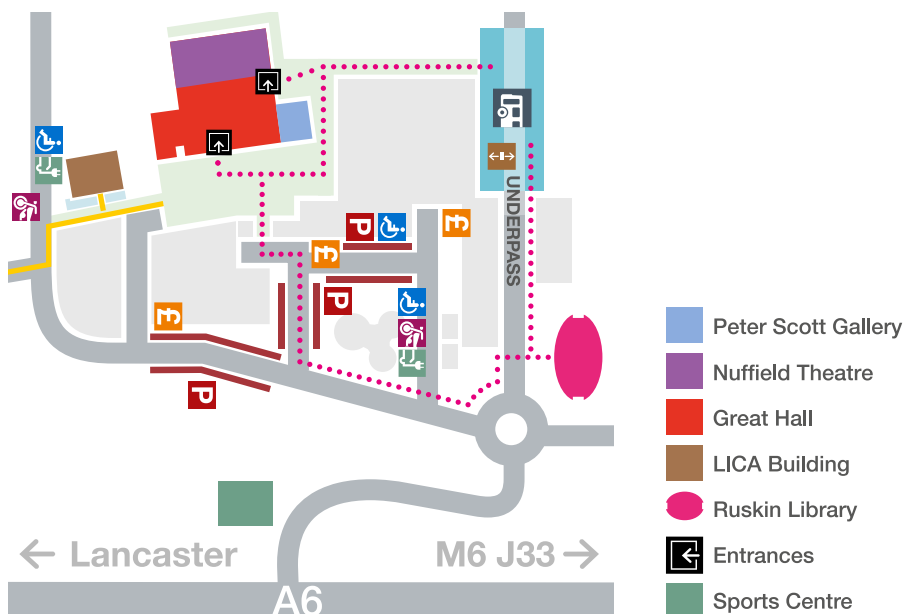 £
P
£
UNDERPASS
£
P
£
P
Peter Scott Gallery
Nuffield Theatre
Great Hall
LICA Building
Ruskin Library
Entrances
Sports Centre
← Lancaster
M6 J33 →
A6